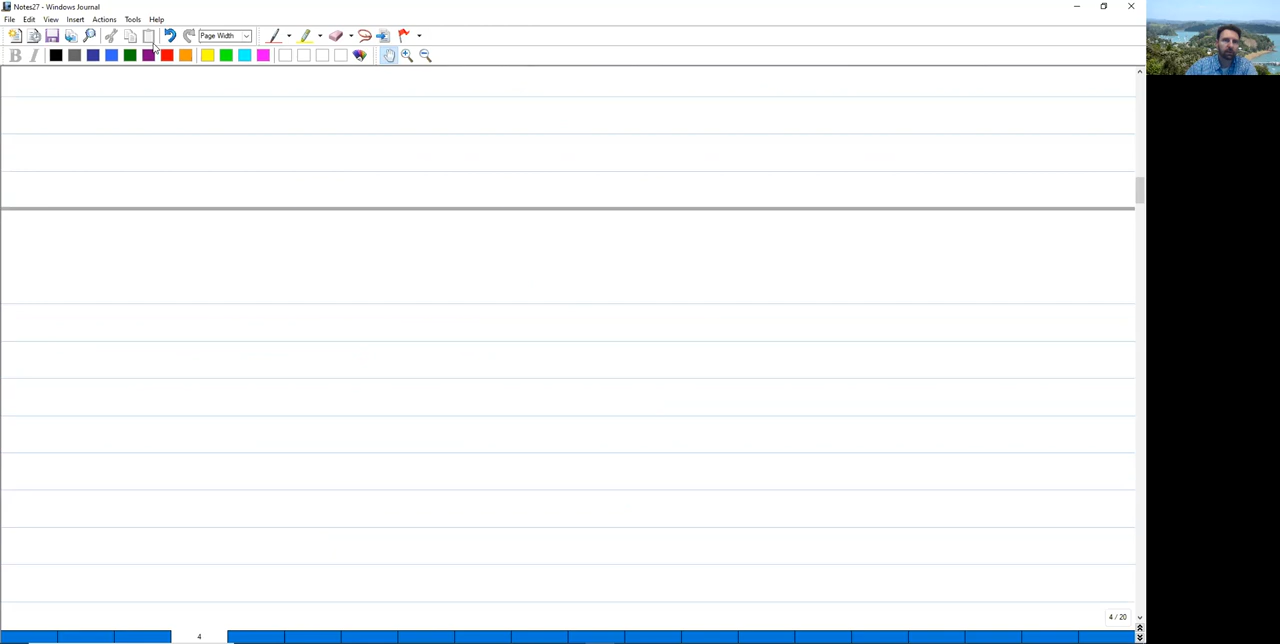 Notes27 - Windows Journal
File Edit View Insert Actions Tools Help
Page Width
B I
4 / 20
4